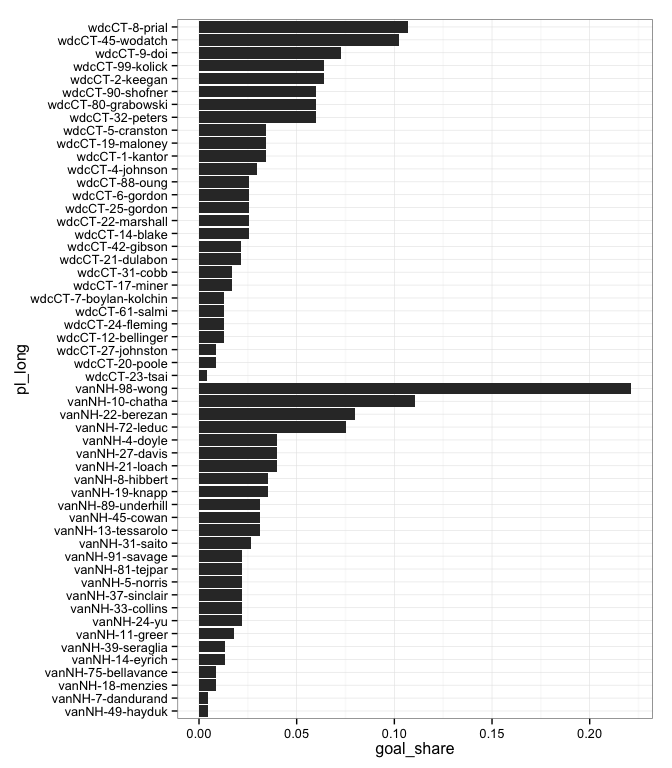 wdcCT-8-prial
wdcCT-45-wodatch
wdcCT-9-doi
wdcCT-99-kolick
wdcCT-2-keegan
wdcCT-90-shofner
wdcCT-80-grabowski
wdcCT-32-peters
wdcCT-5-cranston
wdcCT-19-maloney
wdcCT-1-kantor
wdcCT-4-johnson
wdcCT-88-oung
wdcCT-6-gordon
wdcCT-25-gordon
wdcCT-22-marshall
wdcCT-14-blake
wdcCT-42-gibson
wdcCT-21-dulabon
wdcCT-31-cobb
wdcCT-17-miner
wdcCT-7-boylan-kolchin
wdcCT-61-salmi
wdcCT-24-fleming
wdcCT-12-bellinger
wdcCT-27-johnston
wdcCT-20-poole
wdcCT-23-tsai
vanNH-98-wong
vanNH-10-chatha
vanNH-22-berezan
vanNH-72-leduc
vanNH-4-doyle
vanNH-27-davis
vanNH-21-loach
vanNH-8-hibbert
vanNH-19-knapp
vanNH-89-underhill
vanNH-45-cowan
vanNH-13-tessarolo
vanNH-31-saito
vanNH-91-savage
vanNH-81-tejpar
vanNH-5-norris
vanNH-37-sinclair
vanNH-33-collins
vanNH-24-yu
vanNH-11-greer
vanNH-39-seraglia
vanNH-14-eyrich
vanNH-75-bellavance
vanNH-18-menzies
vanNH-7-dandurand
vanNH-49-hayduk
pl_long
0.00 0.05 0.10 0.15 0.20
goal_share